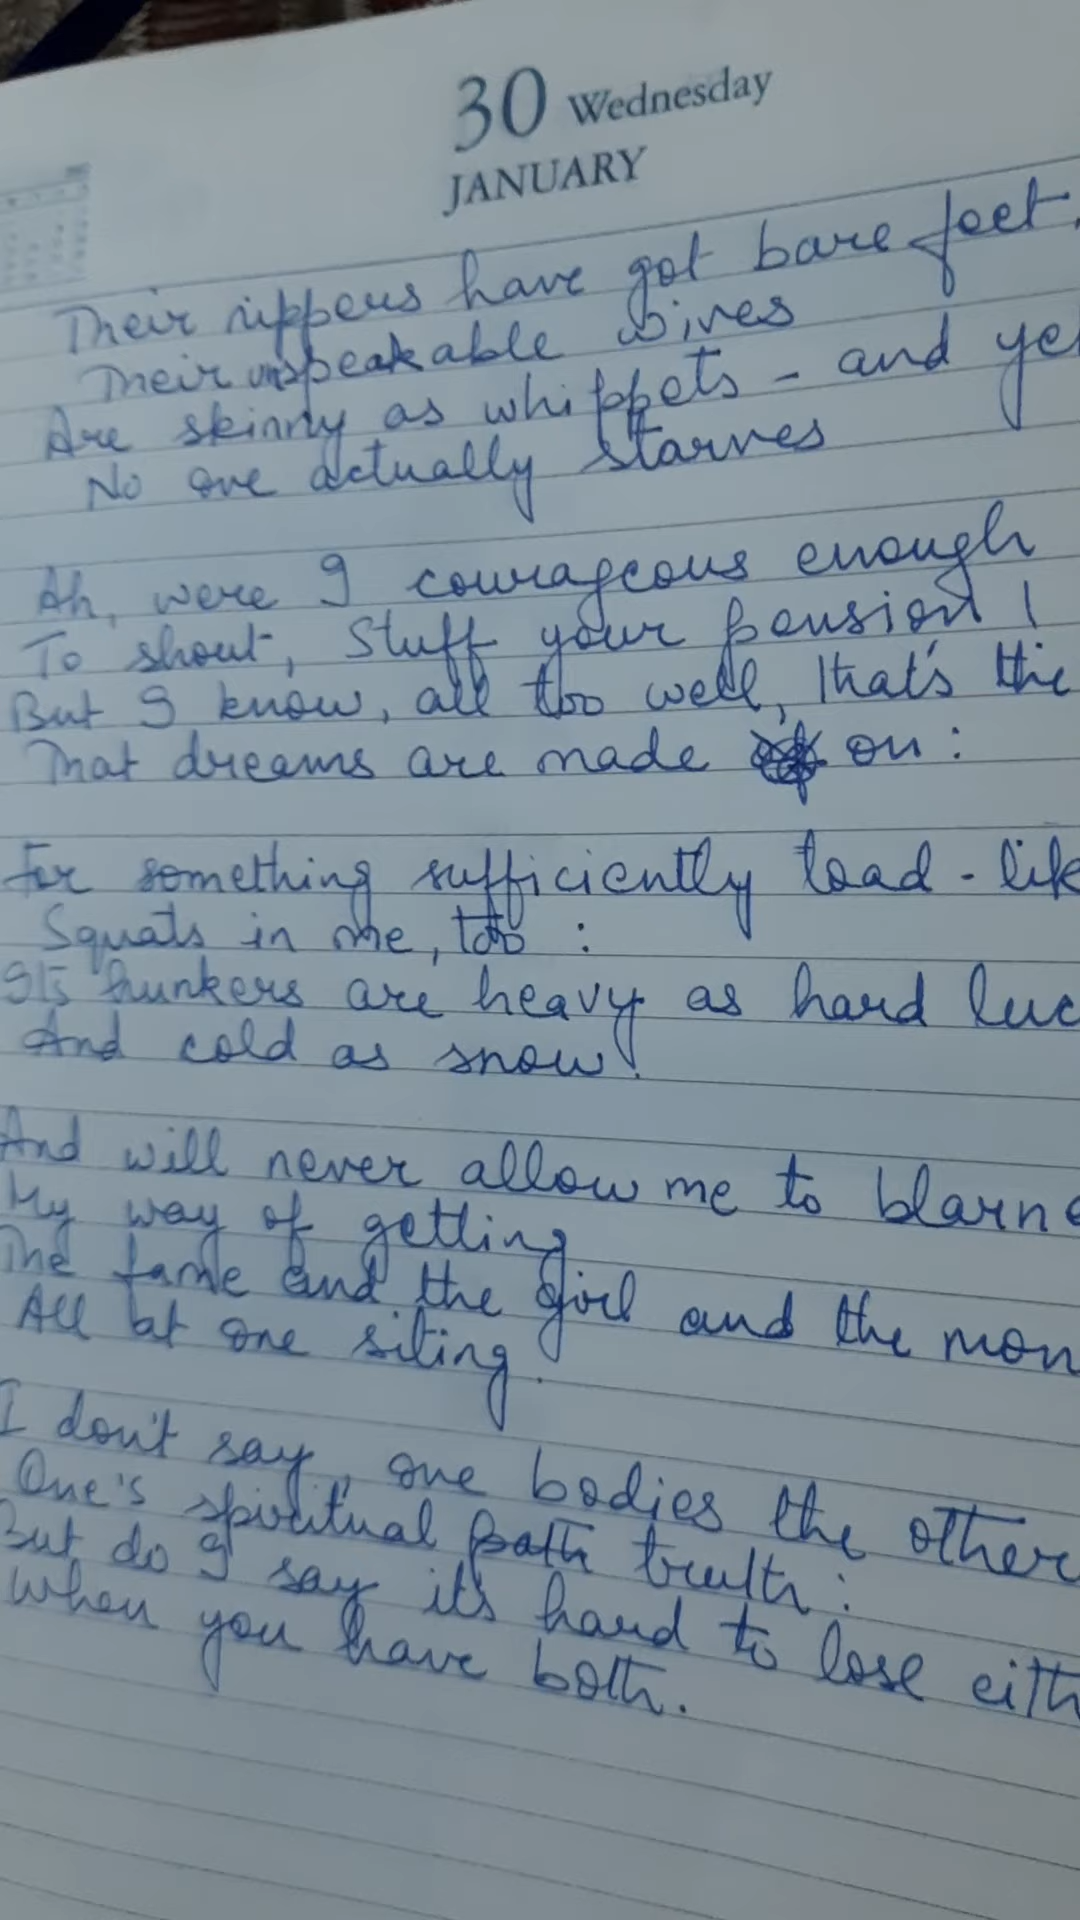 30 Wednesday
JANUARY
Their nippers have got bare feet,
Their unspeakable wives
Are skinny as whippets - and ye
No one actually starves
Ah, were I courageous enough
To shout, Stuff your pension!
But I know, all too well, that's the
That dreams are made on:
For something sufficiently toad-lik
Squats in me, too:
Its hunkers are heavy as hard luc
And cold as snow.
And will never allow me to blarne
My way of getting
The fame and the girl and the mon
All at one siting.
I don't say, one bodies the other
One's spiritual path truth:
But do I say it's hard to lose eith
When you have both.